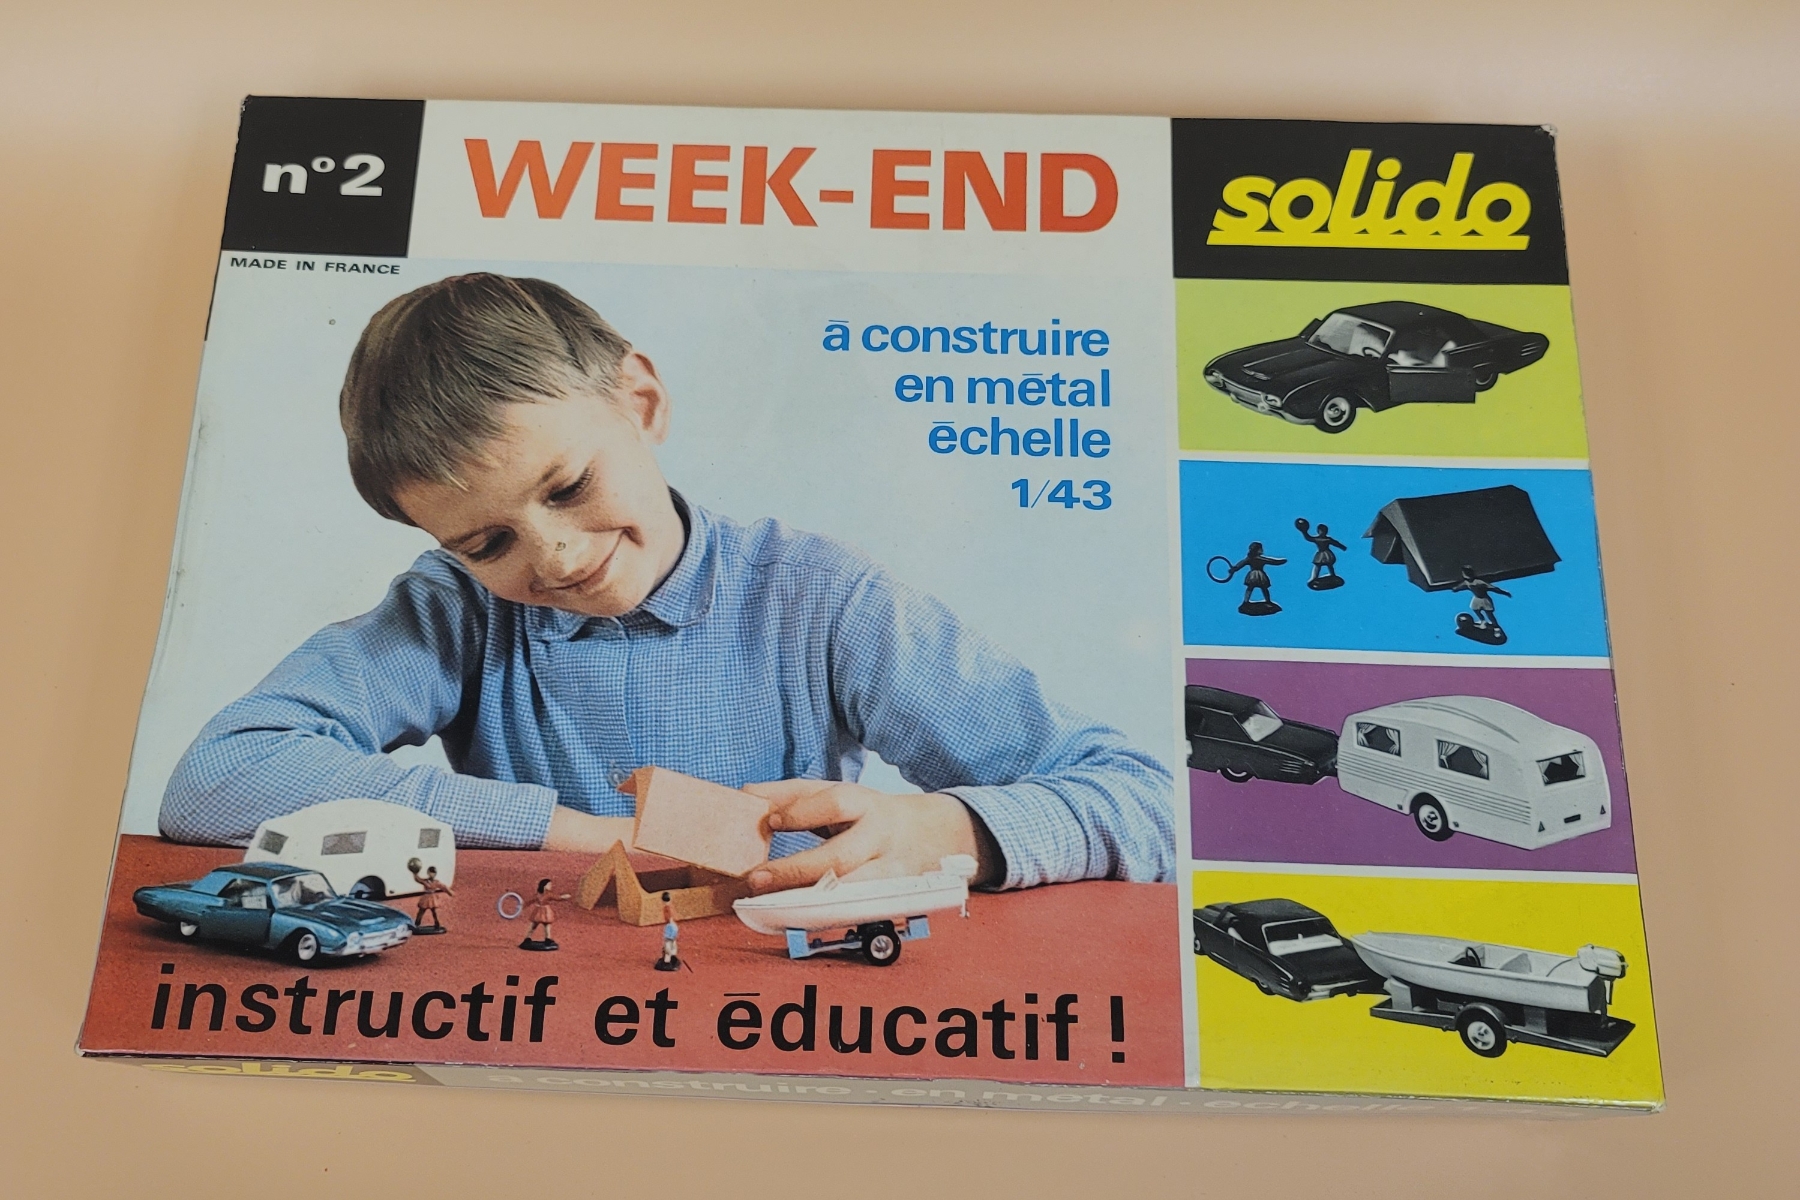 nº2
WEEK-END
solido
MADE IN FRANCE
à construire
en métal
échelle
1/43
instructif et éducatif !
solido
à construire - en métal - échelle